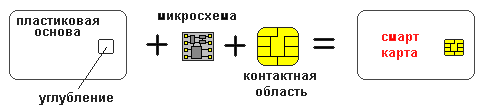 пластиковая
основа
углубление
+
микросхема
+
контактная
область
=
смарт
карта